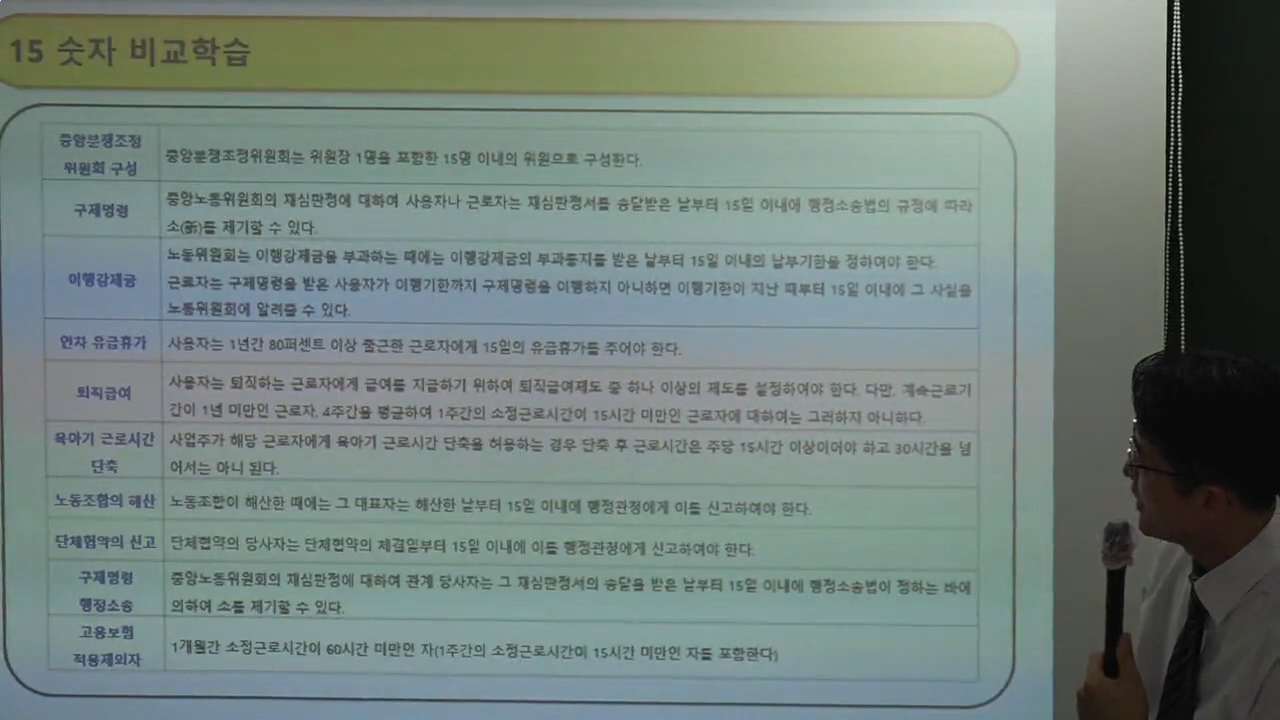 15 숫자 비교학습
중앙분쟁조정
위원회 구성
중앙분쟁조정위원회는 위원장 1명을 포함한 15명 이내의 위원으로 구성한다.
구제명령
중앙노동위원회의 재심판정에 대하여 사용자나 근로자는 재심판정서를 송달받은 날부터 15일 이내에 행정소송법의 규정에 따라
소(訴)를 제기할 수 있다.
이행강제금
노동위원회는 이행강제금을 부과하는 때에는 이행강제금의 부과통지를 받은 날부터 15일 이내의 납부기한을 정하여야 한다.
근로자는 구제명령을 받은 사용자가 이행기한까지 구제명령을 이행하지 아니하면 이행기한이 지난 때부터 15일 이내에 그 사실을
노동위원회에 알려줄 수 있다.
연차 유급휴가
사용자는 1년간 80퍼센트 이상 출근한 근로자에게 15일의 유급휴가를 주어야 한다.
퇴직급여
사용자는 퇴직하는 근로자에게 급여를 지급하기 위하여 퇴직급여제도 중 하나 이상의 제도를 설정하여야 한다. 다만, 계속근로기
간이 1년 미만인 근로자, 4주간을 평균하여 1주간의 소정근로시간이 15시간 미만인 근로자에 대하여는 그러하지 아니하다.
육아기 근로시간
단축
사업주가 해당 근로자에게 육아기 근로시간 단축을 허용하는 경우 단축 후 근로시간은 주당 15시간 이상이어야 하고 30시간을 넘
어서는 아니 된다.
노동조합의 해산
노동조합이 해산한 때에는 그 대표자는 해산한 날부터 15일 이내에 행정관청에게 이를 신고하여야 한다.
단체협약의 신고
단체협약의 당사자는 단체협약의 체결일부터 15일 이내에 이를 행정관청에게 신고하여야 한다.
구제명령
행정소송
중앙노동위원회의 재심판정에 대하여 관계 당사자는 그 재심판정서의 송달을 받은 날부터 15일 이내에 행정소송법이 정하는 바에
의하여 소를 제기할 수 있다.
고용보험
적용제외자
1개월간 소정근로시간이 60시간 미만인 자(1주간의 소정근로시간이 15시간 미만인 자를 포함한다)